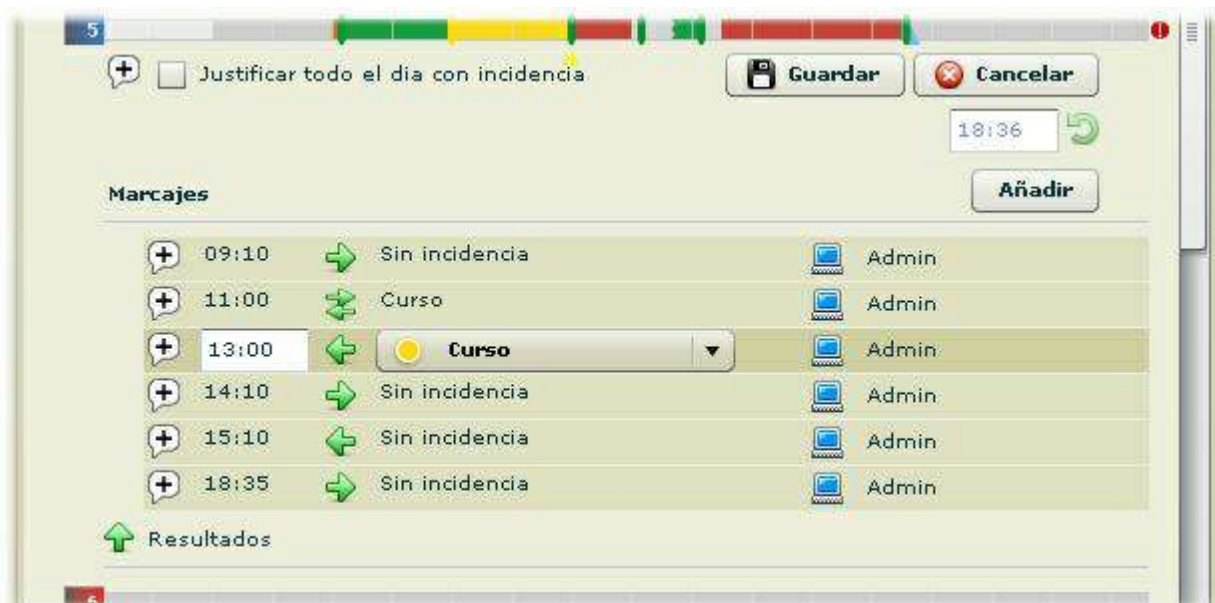 5
Justificar todo el dia con incidencia
Guardar
Cancelar
18:36
Marcajes
Añadir
09:10 Sin incidencia Admin
11:00 Curso Admin
13:00 Curso Admin
14:10 Sin incidencia Admin
15:10 Sin incidencia Admin
18:35 Sin incidencia Admin
Resultados
6